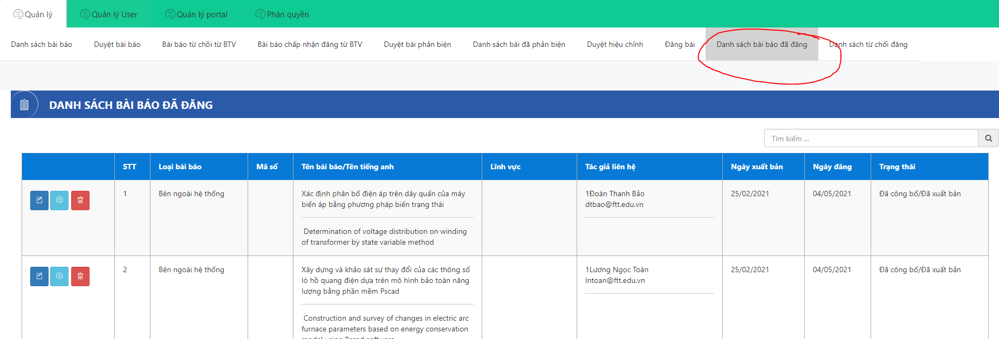 Quản lý
Quản lý User
Quản lý portal
Phân quyền
Danh sách bài báo
Duyệt bài báo
Bài báo từ chồi từ BTV
Bài báo chấp nhận đăng từ BTV
Duyệt bài phản biện
Danh sách bài đã phản biện
Duyệt hiệu chỉnh
Đăng bài
Danh sách bài báo đã đăng
Danh sách từ chối đăng
DANH SÁCH BÀI BÁO ĐÃ ĐĂNG
Tìm kiếm ...
STT
Loại bài báo
Mã số
Tên bài báo/Tên tiếng anh
Lĩnh vực
Tác giả liên hệ
Ngày xuất bản
Ngày đăng
Trạng thái
1
Bên ngoài hệ thống
Xác định phân bố điện áp trên dây quấn của máy
biến áp bằng phương pháp biến trạng thái
Determination of voltage distribution on winding
of transformer by state variable method
1Đoàn Thanh Bảo
dtbao@ftt.edu.vn
25/02/2021
04/05/2021
Đã công bố/Đã xuất bản
2
Bên ngoài hệ thống
Xây dựng và khảo sát sự thay đổi của các thông số
lò hồ quang điện dựa trên mô hình bảo toàn năng
lượng bằng phần mềm Pscad
Construction and survey of changes in electric arc
furnace parameters based on energy conservation
model using Pscad software
1Lương Ngọc Toàn
lntoan@ftt.edu.vn
25/02/2021
04/05/2021
Đã công bố/Đã xuất bản